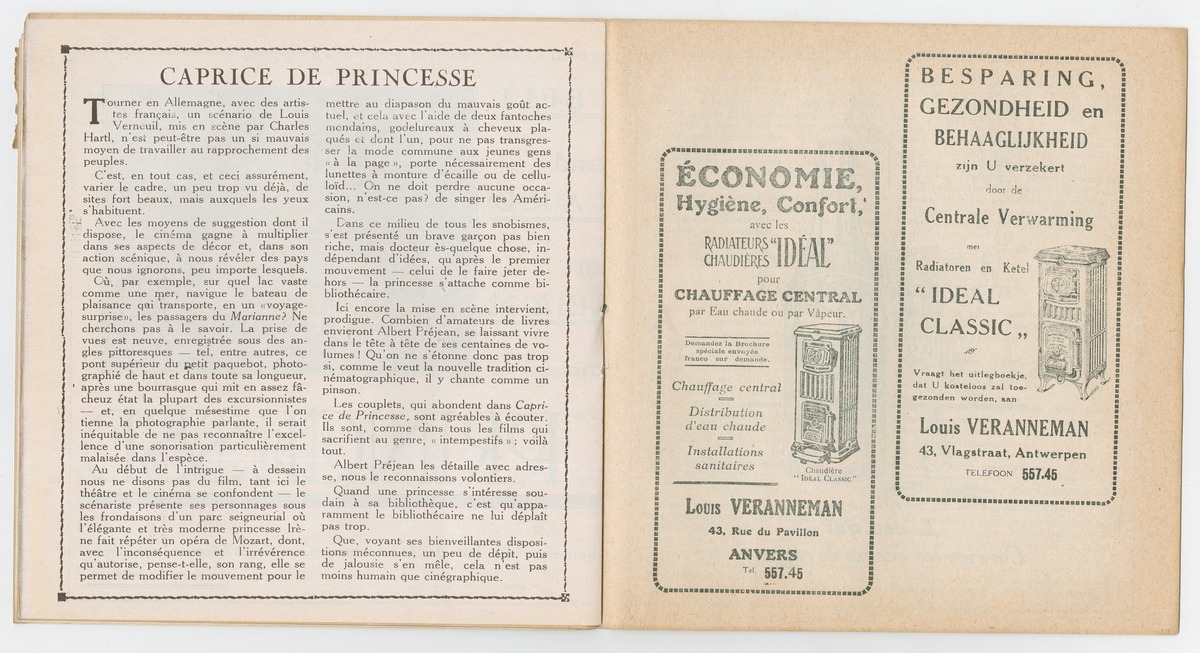 CAPRICE DE PRINCESSE
Tourner en Allemagne, avec des artis-
tes français, un scénario de Louis
Verneuil, mis en scène par Charles
Hartl, n'est peut-être pas un si mauvais
moyen de travailler au rapprochement des
peuples.
C'est, en tout cas, et ceci assurément,
varier le cadre, un peu trop vu déjà, de
sites fort beaux, mais auxquels les yeux
s'habituent.
Avec les moyens de suggestion dont il
dispose, le cinéma gagne à multiplier
dans ses aspects de décor et, dans son
action scénique, à nous révéler des pays
que nous ignorons, peu importe lesquels.
Où, par exemple, sur quel lac vaste
comme une mer, navigue le bateau de
plaisance qui transporte, en un «voyage-
surprise», les passagers du Marianne? Ne
cherchons pas à le savoir. La prise de
vues est neuve, enregistrée sous des an-
gles pittoresques — tel, entre autres, ce
pont supérieur du petit paquebot, photo-
graphié de haut et dans toute sa longueur,
après une bourrasque qui mit en assez fâ-
cheuz état la plupart des excursionnistes
— et, en quelque mésestime que l'on
tienne la photographie parlante, il serait
inéquitable de ne pas reconnaître l'excel-
lence d'une sonorisation particulièrement
malaisée dans l'espèce.
Au début de l'intrigue — à dessein
nous ne disons pas du film, tant ici le
théâtre et le cinéma se confondent — le
scénariste présente ses personnages sous
les frondaisons d'un parc seigneurial où
l'élégante et très moderne princesse Irè-
ne fait répéter un opéra de Mozart, dont,
avec l'inconséquence et l'irrévérence
qu'autorise, pense-t-elle, son rang, elle se
permet de modifier le mouvement pour le
mettre au diapason du mauvais goût ac-
tuel, et cela avec l'aide de deux fantoches
mondains, godelureaux à cheveux pla-
qués et dont l'un, pour ne pas transgres-
ser la mode commune aux jeunes gens
« à la page », porte nécessairement des
lunettes à monture d'écaille ou de cellu-
loïd... On ne doit perdre aucune occa-
sion, n'est-ce pas? de singer les Améri-
cains.
Dans ce milieu de tous les snobismes,
s'est présenté un brave garçon pas bien
riche, mais docteur ès-quelque chose, in-
dépendant d'idées, qu'après le premier
mouvement — celui de le faire jeter de-
hors — la princesse s'attache comme bi-
bliothécaire.
Ici encore la mise en scène intervient,
prodigue. Combien d'amateurs de livres
envieront Albert Préjean, se laissant vivre
dans le tête à tête de ses centaines de vo-
lumes ! Qu'on ne s'étonne donc pas trop
si, comme le veut la nouvelle tradition ci-
nématographique, il y chante comme un
pinson.
Les couplets, qui abondent dans Capri-
ce de Princesse, sont agréables à écouter.
Ils sont, comme dans tous les films qui
sacrifient au genre, « intempestifs » ; voilà
tout.
Albert Préjean les détaille avec adres-
se, nous le reconnaissons volontiers.
Quand une princesse s'intéresse sou-
dain à sa bibliothèque, c'est qu'appa-
ramment le bibliothécaire ne lui déplaît
pas trop.
Que, voyant ses bienveillantes disposi-
tions méconnues, un peu de dépit, puis
de jalousie s'en mêle, cela n'est pas
moins humain que cinégraphique.
ÉCONOMIE,
Hygiène, Confort,
avec les
RADIATEURS
CHAUDIÈRES "IDÉAL"
pour
CHAUFFAGE CENTRAL
par Eau chaude ou par Vapeur.
Demandez la Brochure
spéciale envoyée
franco sur demande.
Chauffage central
Distribution
d'eau chaude
Installations
sanitaires
Chaudière
"IDÉAL CLASSIC"
LOUIS VERANNEMAN
43, Rue du Pavillon
ANVERS
Tél. 557.45
BESPARING,
GEZONDHEID en
BEHAAGLIJKHEID
zijn U verzekert
door de
Centrale Verwarming
met
Radiatoren en Ketel
" IDEAL
CLASSIC „
Vraagt het uitlegboekje,
dat U kosteloos zal toe-
gezonden worden, aan
Louis VERANNEMAN
43, Vlagstraat, Antwerpen
TELEFOON 557.45